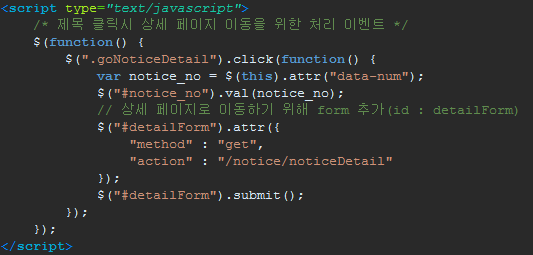 <script type="text/javascript">
/* 제목 클릭시 상세 페이지 이동을 위한 처리 이벤트 */
$(function() {
$(".goNoticeDetail").click(function() {
var notice_no = $(this).attr("data-num");
$("#notice_no").val(notice_no);
// 상세 페이지로 이동하기 위해 form 추가(id : detailForm)
$("#detailForm").attr({
"method" : "get",
"action" : "/notice/noticeDetail"
});
$("#detailForm").submit();
});
});
</script>